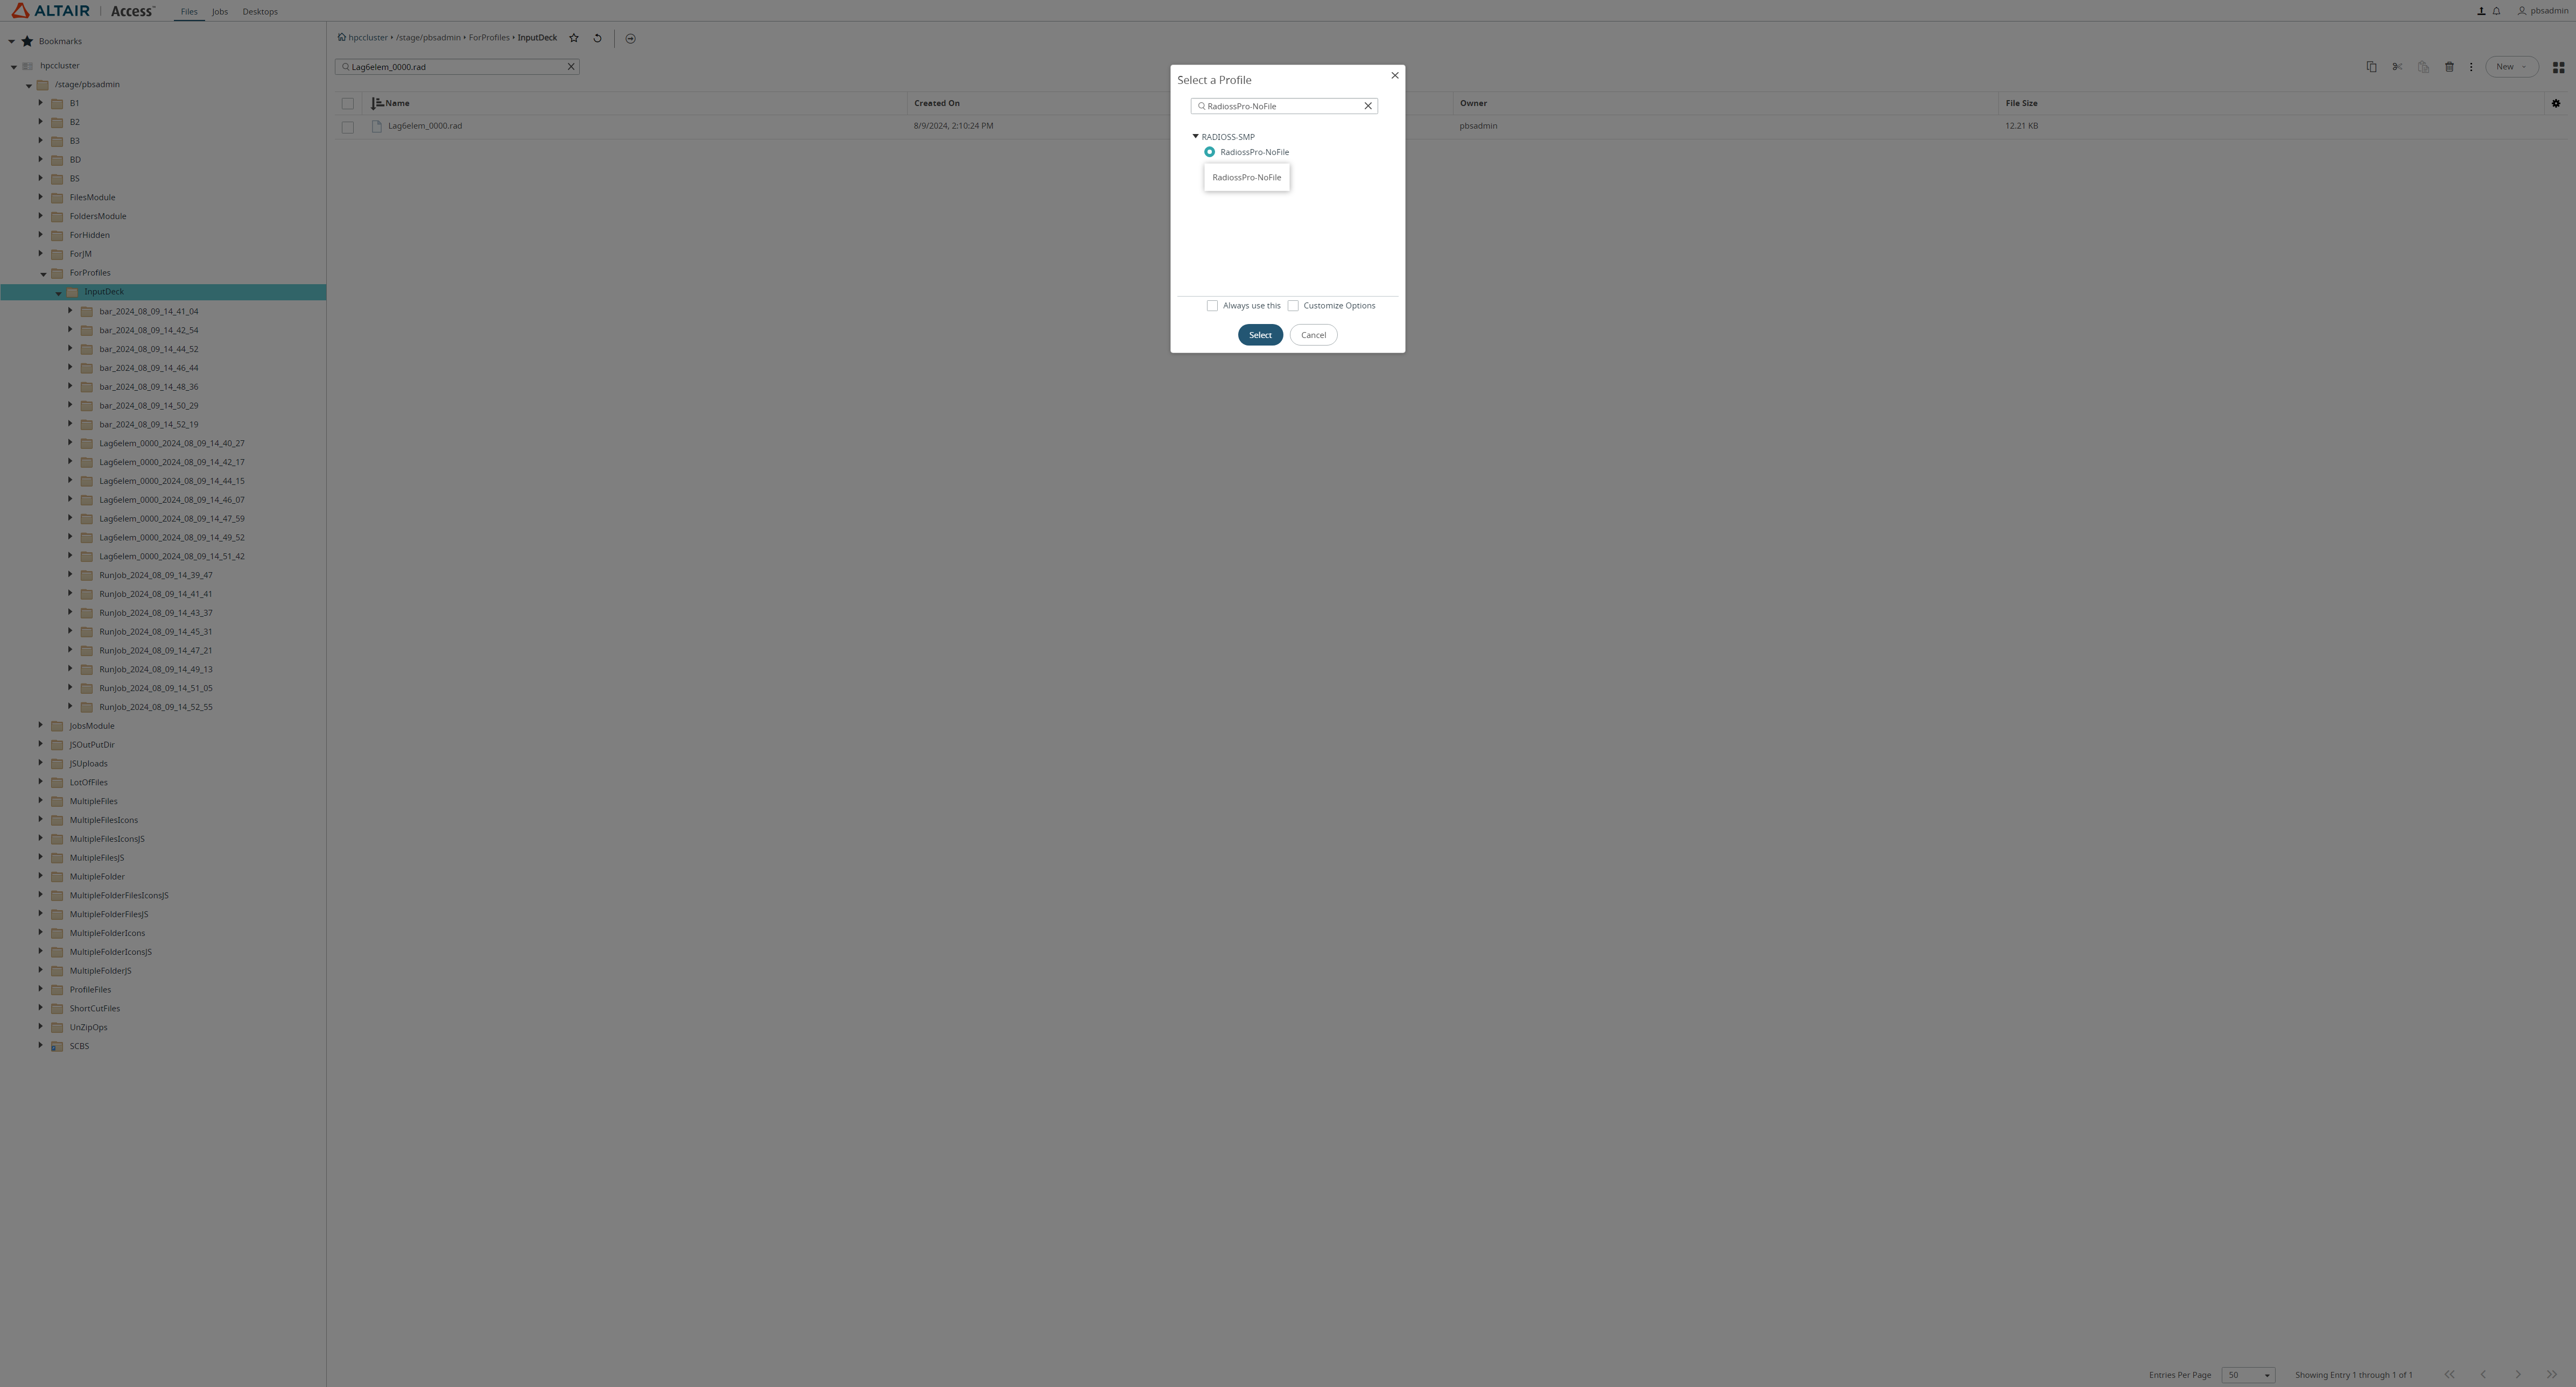 ALTAIR | Access™ Files Jobs Desktops pbsadmin
Bookmarks
hpccluster
/stage/pbsadmin
B1
B2
B3
BD
BS
FilesModule
FoldersModule
ForHidden
ForJM
ForProfiles
InputDeck
bar_2024_08_09_14_41_04
bar_2024_08_09_14_42_54
bar_2024_08_09_14_44_52
bar_2024_08_09_14_46_44
bar_2024_08_09_14_48_36
bar_2024_08_09_14_50_29
bar_2024_08_09_14_52_19
Lag6elem_0000_2024_08_09_14_40_27
Lag6elem_0000_2024_08_09_14_42_17
Lag6elem_0000_2024_08_09_14_44_15
Lag6elem_0000_2024_08_09_14_46_07
Lag6elem_0000_2024_08_09_14_47_59
Lag6elem_0000_2024_08_09_14_49_52
Lag6elem_0000_2024_08_09_14_51_42
RunJob_2024_08_09_14_39_47
RunJob_2024_08_09_14_41_41
RunJob_2024_08_09_14_43_37
RunJob_2024_08_09_14_45_31
RunJob_2024_08_09_14_47_21
RunJob_2024_08_09_14_49_13
RunJob_2024_08_09_14_51_05
RunJob_2024_08_09_14_52_55
JobsModule
JSOutPutDir
JSUploads
LotOfFiles
MultipleFiles
MultipleFilesIcons
MultipleFilesIconsJS
MultipleFilesJS
MultipleFolder
MultipleFolderFilesIconsJS
MultipleFolderFilesJS
MultipleFolderIcons
MultipleFolderIconsJS
MultipleFolderJS
ProfileFiles
ShortCutFiles
UnZipOps
SCBS
hpccluster /stage/pbsadmin ForProfiles InputDeck
Lag6elem_0000.rad
New
Name Created On Owner File Size
Lag6elem_0000.rad 8/9/2024, 2:10:24 PM pbsadmin 12.21 KB
Select a Profile
RadiossPro-NoFile
RADIOSS-SMP
RadiossPro-NoFile
RadiossPro-NoFile
Always use this Customize Options
Select Cancel
Entries Per Page 50 Showing Entry 1 through 1 of 1